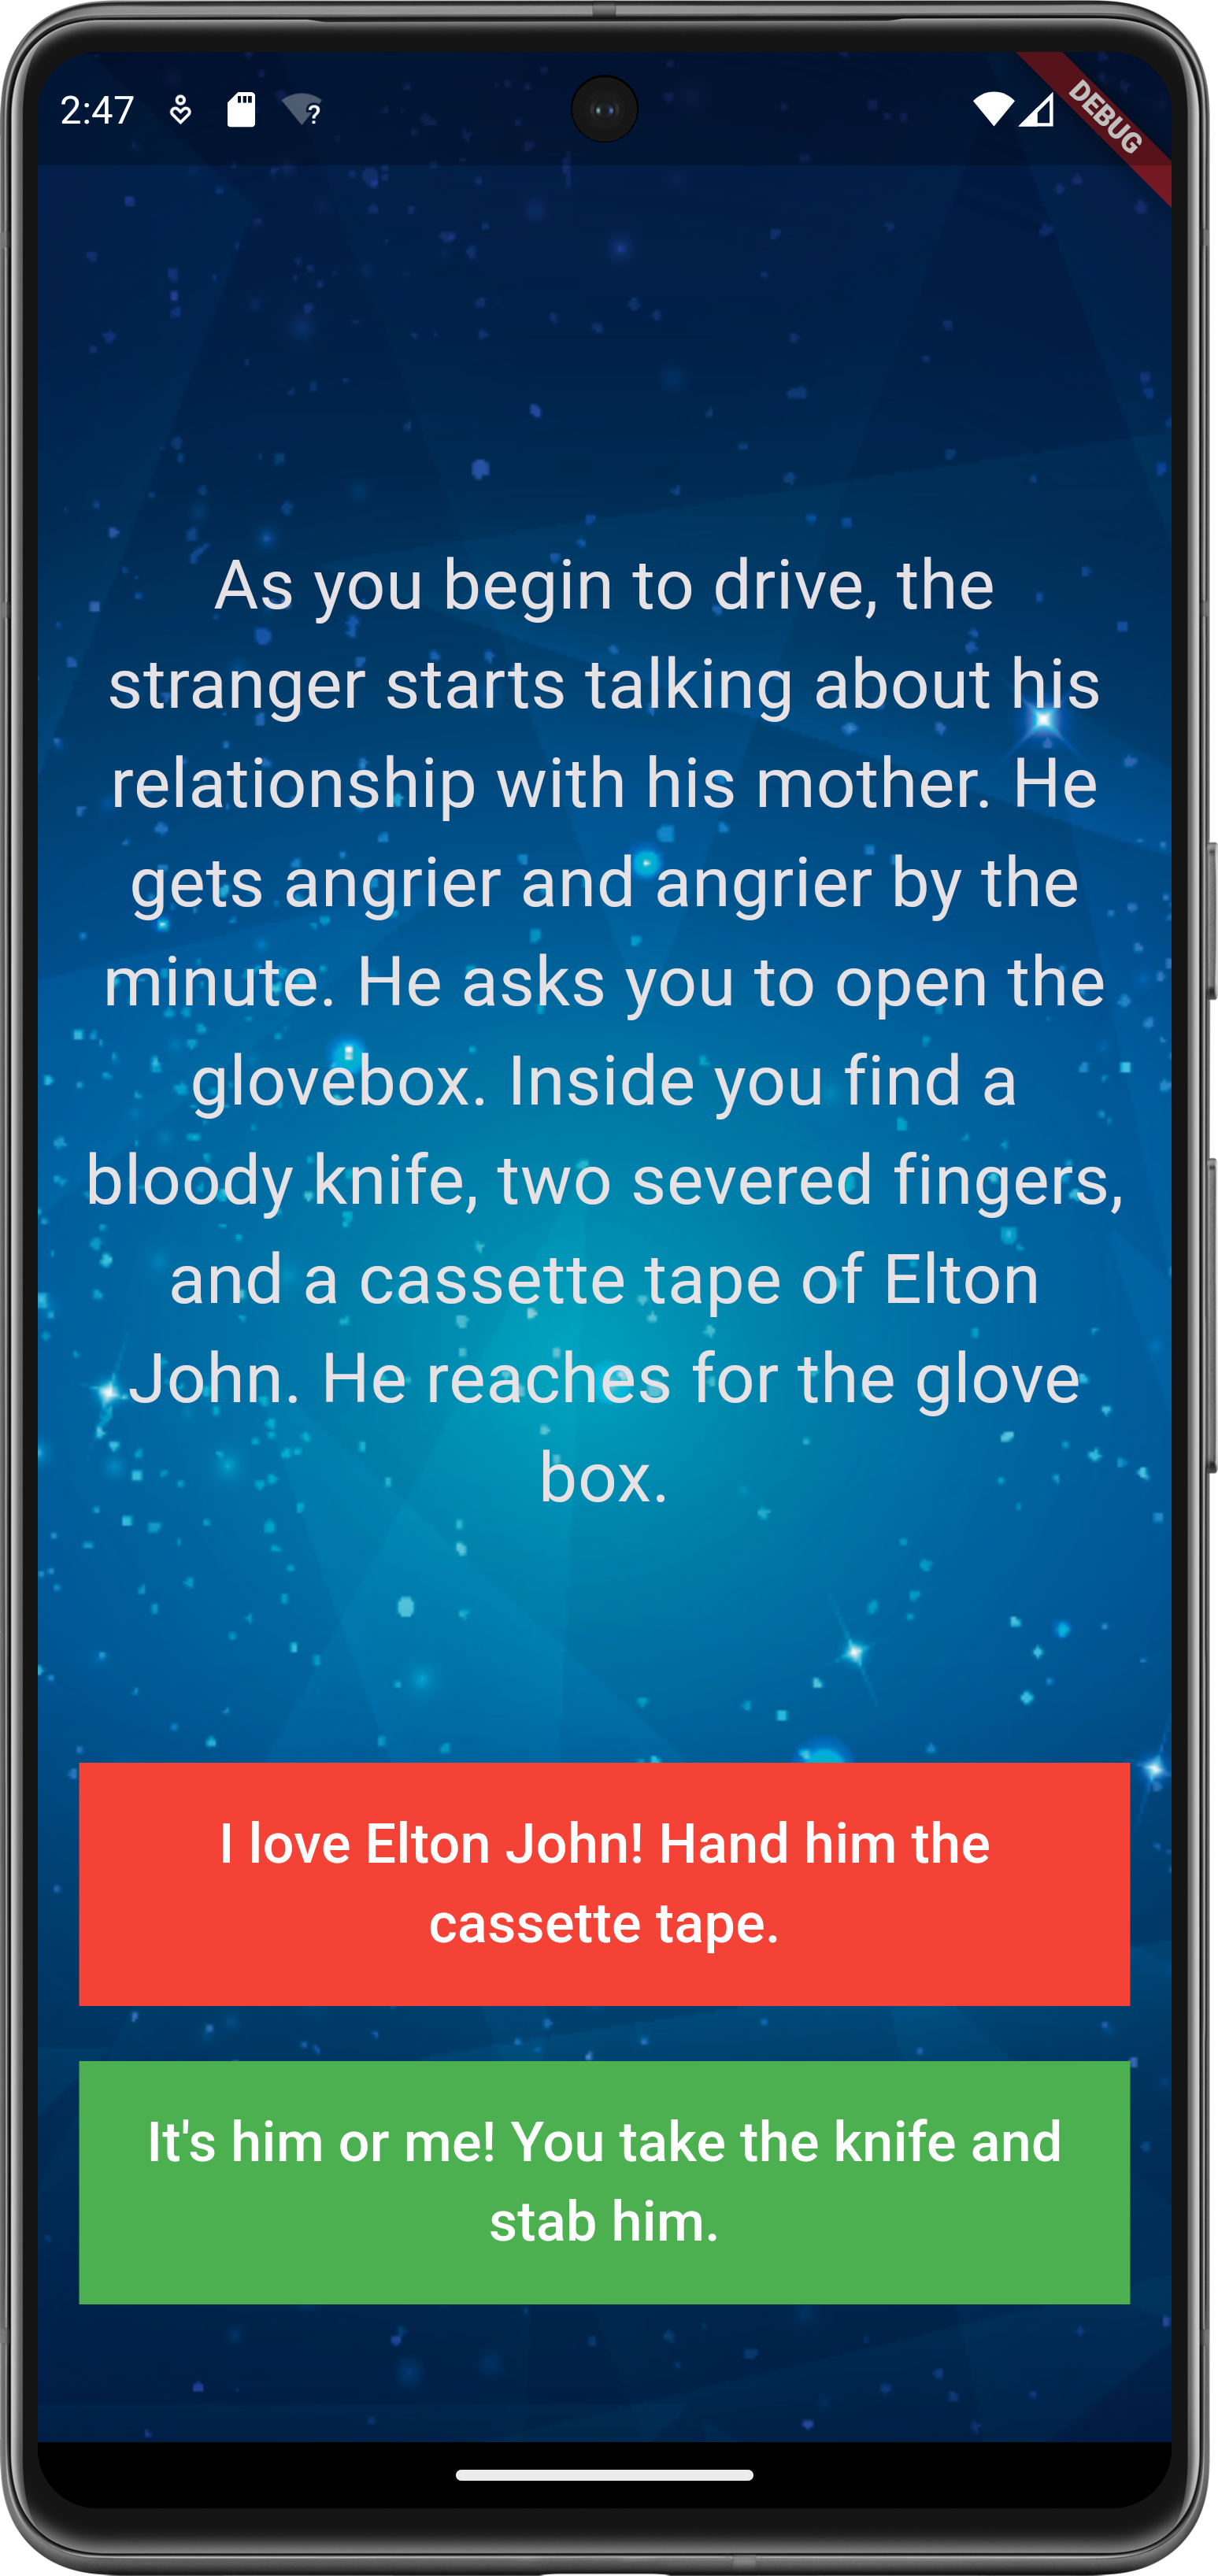 2:47
?
DEBUG
As you begin to drive, the
stranger starts talking about his
relationship with his mother. He
gets angrier and angrier by the
minute. He asks you to open the
glovebox. Inside you find a
bloody knife, two severed fingers,
and a cassette tape of Elton
John. He reaches for the glove
box.
I love Elton John! Hand him the
cassette tape.
It's him or me! You take the knife and
stab him.